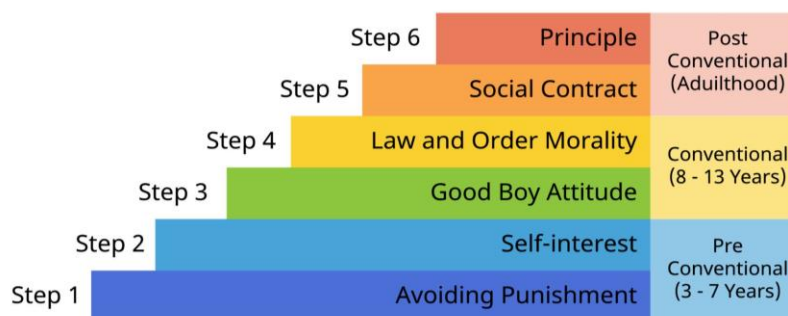 Step 6 Principle
Step 5 Social Contract
Post
Conventional
(Aduilthood)
Step 4 Law and Order Morality
Step 3 Good Boy Attitude
Conventional
(8 - 13 Years)
Step 2 Self-interest
Step 1 Avoiding Punishment
Pre
Conventional
(3 - 7 Years)